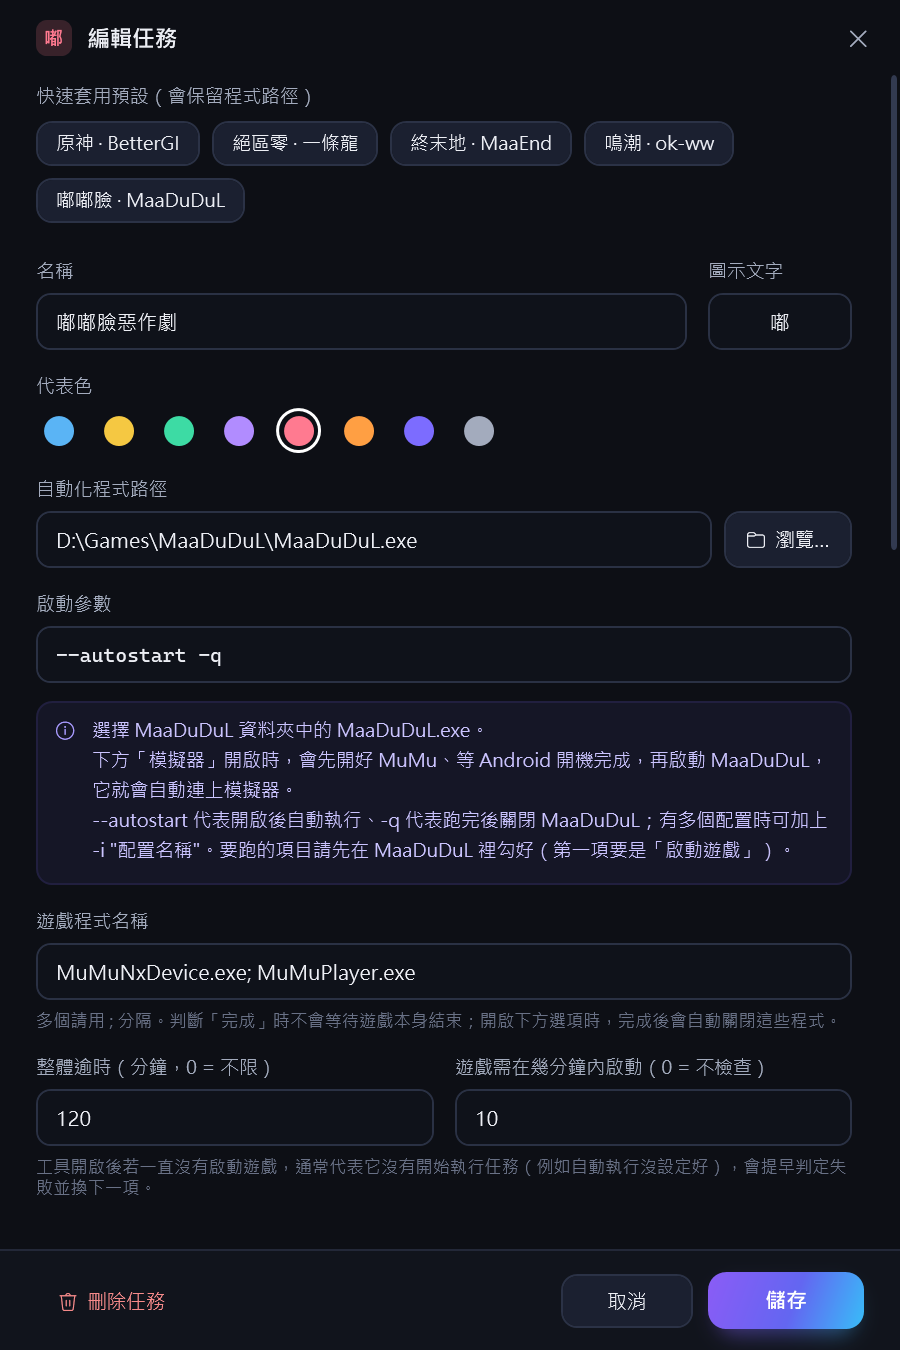 嘟 編輯任務
快速套用預設（會保留程式路徑）
原神 · BetterGI 絕區零 · 一條龍 終末地 · MaaEnd 鳴潮 · ok-ww
嘟嘟臉 · MaaDuDuL
名稱 圖示文字
嘟嘟臉惡作劇 嘟
代表色
自動化程式路徑
D:\Games\MaaDuDuL\MaaDuDuL.exe 瀏覽...
啟動參數
--autostart -q
選擇 MaaDuDuL 資料夾中的 MaaDuDuL.exe。
下方「模擬器」開啟時，會先開好 MuMu、等 Android 開機完成，再啟動 MaaDuDuL，
它就會自動連上模擬器。
--autostart 代表開啟後自動執行、-q 代表跑完後關閉 MaaDuDuL；有多個配置時可加上
-i "配置名稱"。要跑的項目請先在 MaaDuDuL 裡勾好（第一項要是「啟動遊戲」）。
遊戲程式名稱
MuMuNxDevice.exe; MuMuPlayer.exe
多個請用 ; 分隔。判斷「完成」時不會等待遊戲本身結束；開啟下方選項時，完成後會自動關閉這些程式。
整體逾時（分鐘，0 = 不限） 遊戲需在幾分鐘內啟動（0 = 不檢查）
120 10
工具開啟後若一直沒有啟動遊戲，通常代表它沒有開始執行任務（例如自動執行沒設定好），會提早判定失
敗並換下一項。
刪除任務 取消 儲存